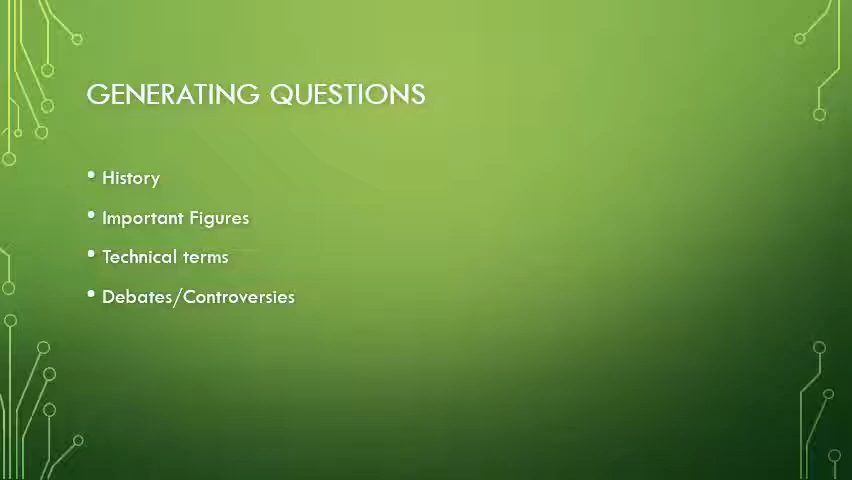 GENERATING QUESTIONS
• History
• Important Figures
• Technical terms
• Debates/Controversies